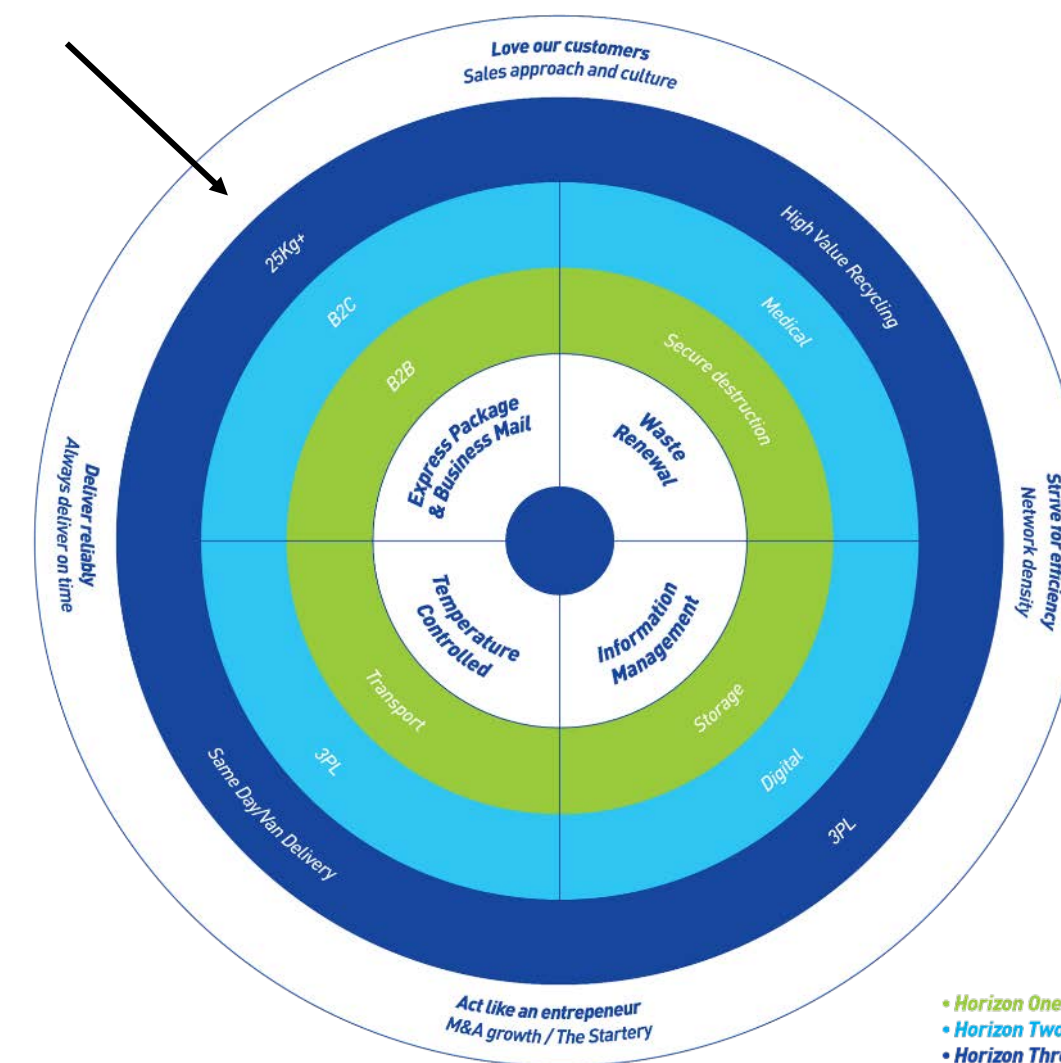 Love our customers
Sales approach and culture
25Kg+
High Value Recycling
B2C
Medical
B2B
Secure destruction
Express Package
& Business Mail
Waste
Renewal
Deliver reliably
Always deliver on time
Strive for efficiency
Network density
Temperature
Controlled
Information
Management
Transport
Storage
3PL
Digital
Same Day/Van Delivery
3PL
Act like an entrepeneur
M&A growth / The Startery
• Horizon One
• Horizon Two
• Horizon Thre